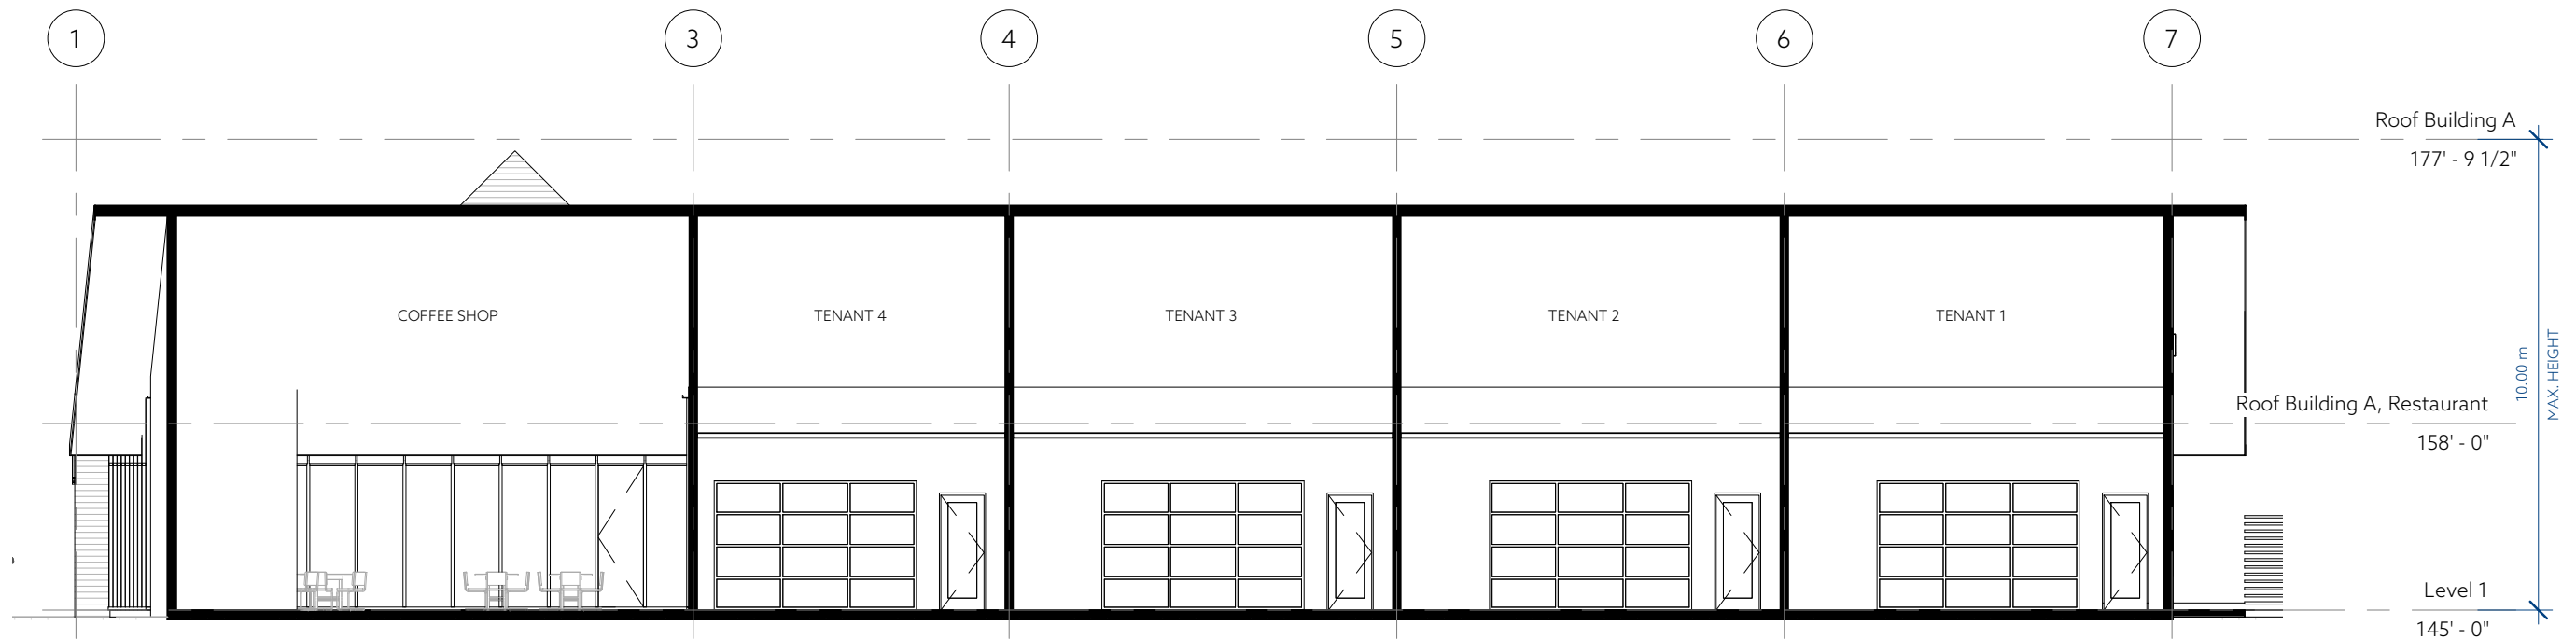 1
3
4
5
6
7
Roof Building A
177' - 9 1/2"
COFFEE SHOP
TENANT 4
TENANT 3
TENANT 2
TENANT 1
10.00 m
MAX. HEIGHT
Roof Building A, Restaurant
158' - 0"
Level 1
145' - 0"